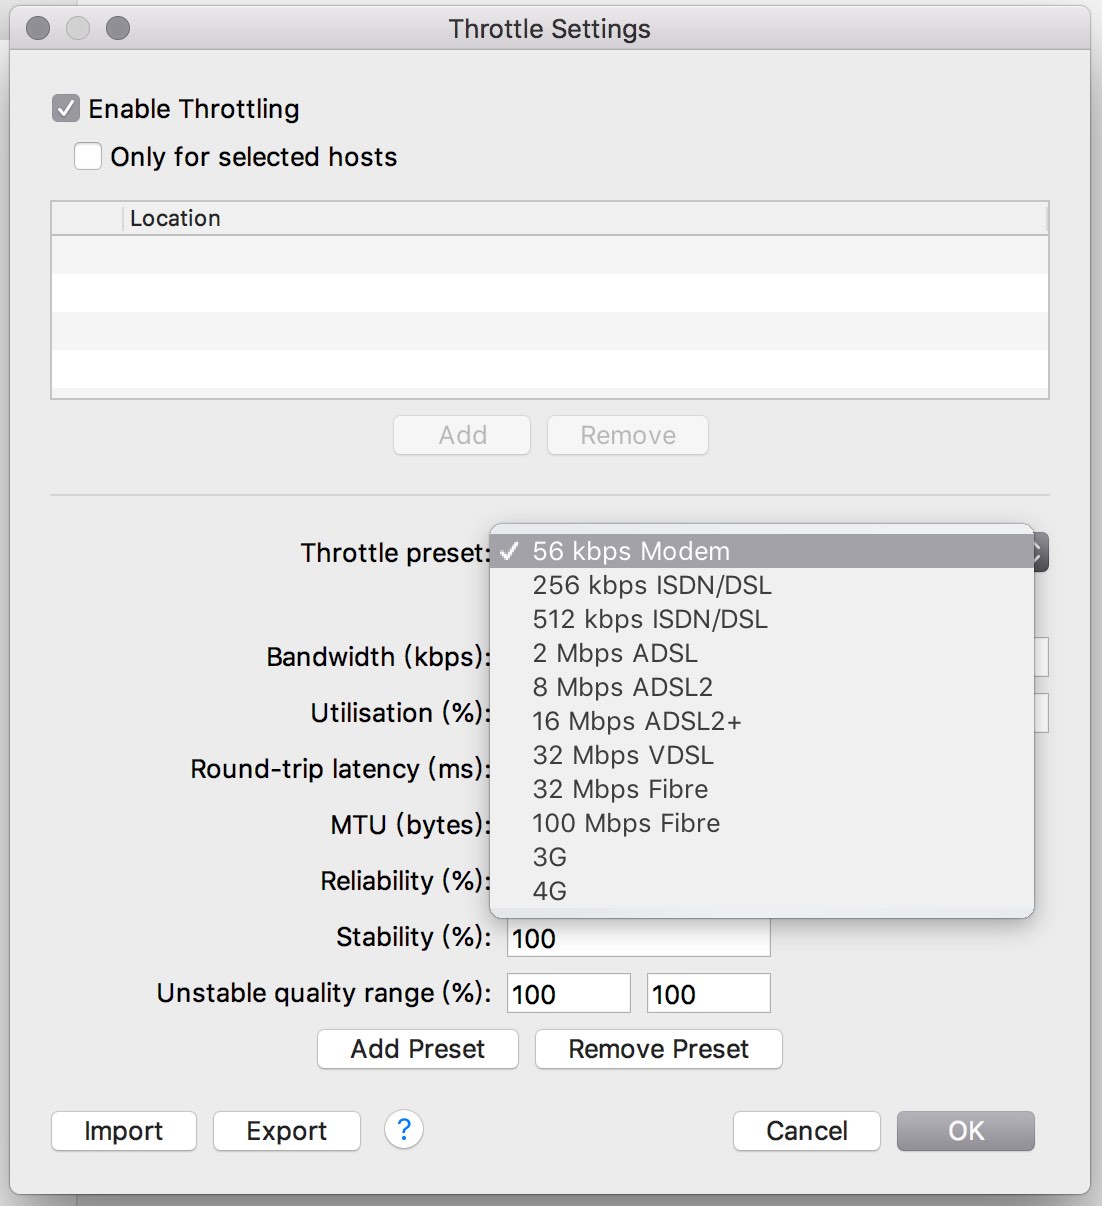 Throttle Settings
Enable Throttling
Only for selected hosts
Location
Add Remove
Throttle preset:
56 kbps Modem
256 kbps ISDN/DSL
512 kbps ISDN/DSL
2 Mbps ADSL
8 Mbps ADSL2
16 Mbps ADSL2+
32 Mbps VDSL
32 Mbps Fibre
100 Mbps Fibre
3G
4G
Bandwidth (kbps):
Utilisation (%):
Round-trip latency (ms):
MTU (bytes):
Reliability (%):
Stability (%): 100
Unstable quality range (%): 100 100
Add Preset Remove Preset
Import Export ? Cancel OK